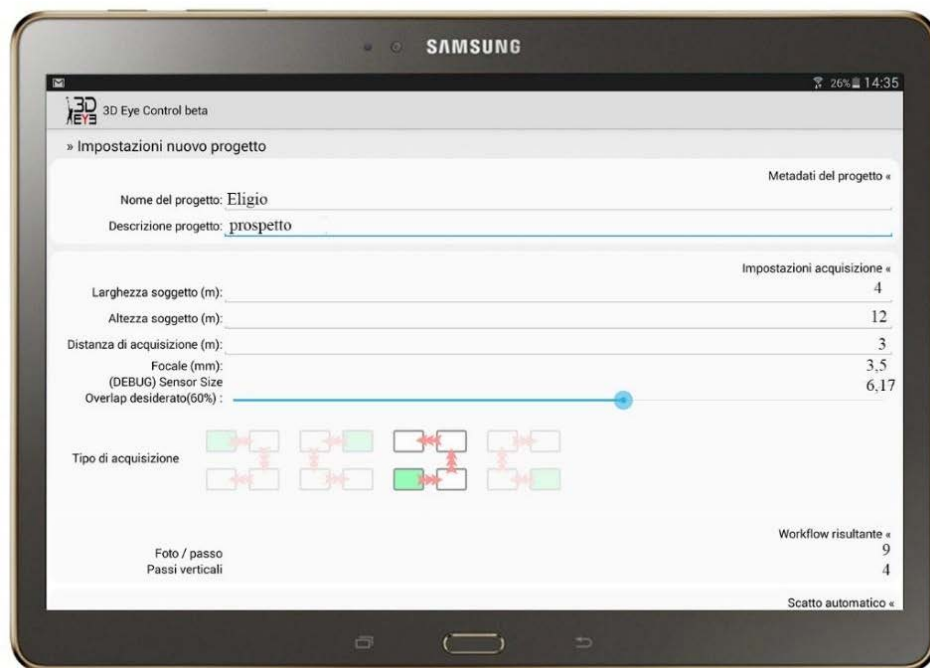 SAMSUNG
26% 14:35
3D EYE 3D Eye Control beta
» Impostazioni nuovo progetto
Metadati del progetto «
Nome del progetto: Eligio
Descrizione progetto: prospetto
Impostazioni acquisizione «
Larghezza soggetto (m): 4
Altezza soggetto (m): 12
Distanza di acquisizione (m): 3
Focale (mm): 3,5
(DEBUG) Sensor Size 6,17
Overlap desiderato(60%) :
Tipo di acquisizione
Workflow risultante «
Foto / passo 9
Passi verticali 4
Scatto automatico «